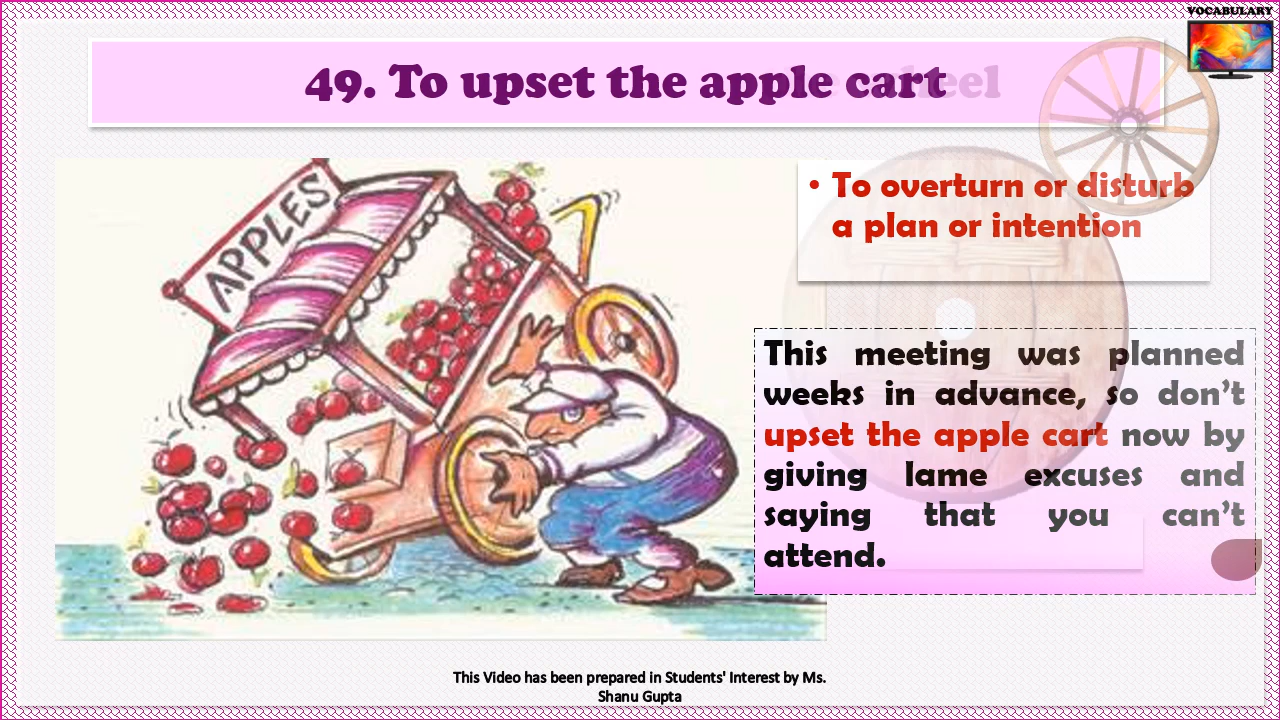 VOCABULARY
49. To upset the apple cart
APPLES
• To overturn or disturb
a plan or intention
This meeting was planned
weeks in advance, so don’t
upset the apple cart now by
giving lame excuses and
saying that you can’t
attend.
This Video has been prepared in Students' Interest by Ms.
Shanu Gupta